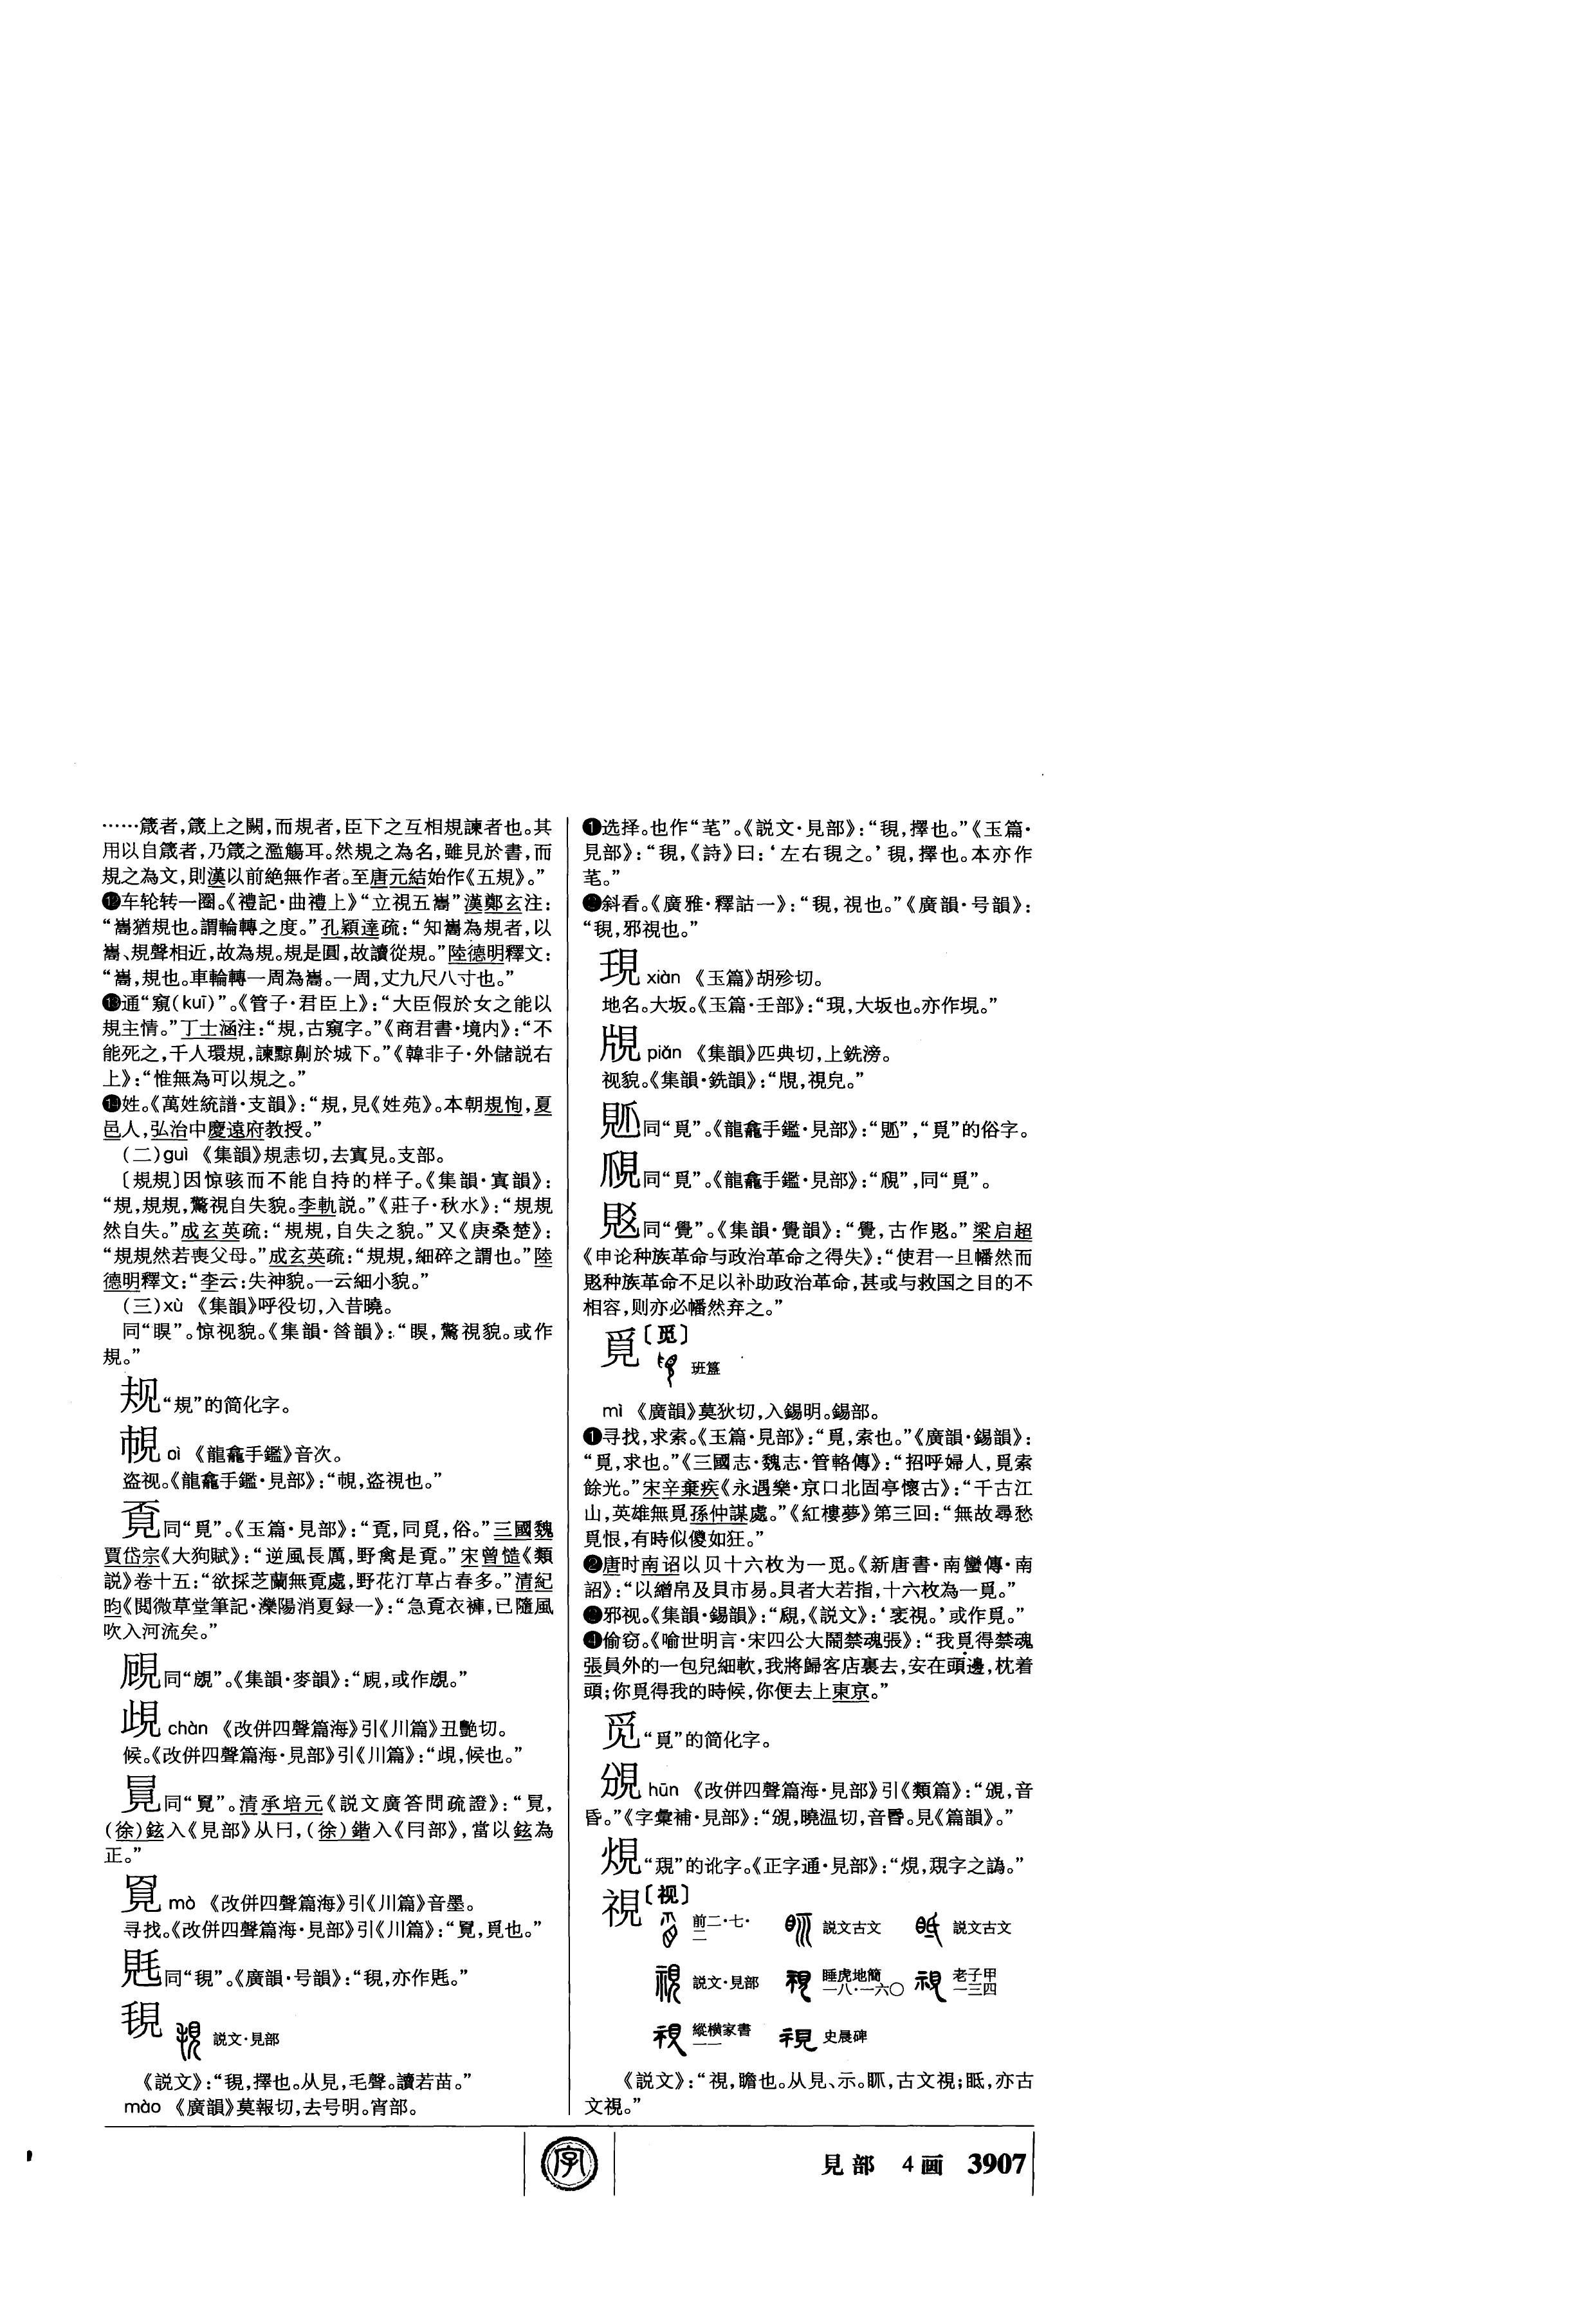 ……箴者，箴上之闕，而規者，臣下之互相規諫者也。其
用以自箴者，乃箴之濫觴耳。然規之為名，雖見於書，而
規之為文，則漢以前絶無作者。至唐元結始作《五規》。”
⓬车轮转一圈。《禮記·曲禮上》“立視五巂”漢鄭玄注：
“巂猶規也。謂輪轉之度。”孔穎達疏：“知巂為規者，以
巂、規聲相近，故為規。規是圓，故讀從規。”陸德明釋文：
“巂，規也。車輪轉一周為巂。一周，丈九尺八寸也。”
⓭通“窺(kuī)”。《管子·君臣上》：“大臣假於女之能以
規主情。”丁士涵注：“規，古窺字。”《商君書·境内》：“不
能死之，千人環規，諫黥劓於城下。”《韓非子·外儲説右
上》：“惟無為可以規之。”
⓮姓。《萬姓統譜·支韻》：“規，見《姓苑》。本朝規恂，夏
邑人，弘治中慶遠府教授。”
（二）guì 《集韻》規恚切，去寘見。支部。
〔規規〕因惊骇而不能自持的样子。《集韻·寘韻》：
“規，規規，驚視自失貌。李軌説。”《莊子·秋水》：“規規
然自失。”成玄英疏：“規規，自失之貌。”又《庚桑楚》：
“規規然若喪父母。”成玄英疏：“規規，細碎之謂也。”陸
德明釋文：“李云：失神貌。一云細小貌。”
（三）xù 《集韻》呼役切，入昔曉。
同“瞁”。惊视貌。《集韻·㫺韻》：“瞁，驚視貌。或作
規。”
规“規”的简化字。
cì 《龍龕手鑑》音次。
盗视。《龍龕手鑑·見部》：“，盗視也。”
覔同“覓”。《玉篇·見部》：“覔，同覓，俗。”三國魏
賈岱宗《大狗賦》：“逆風長厲，野禽是覔。”宋曾慥《類
説》卷十五：“欲採芝蘭無覔處，野花汀草占春多。”清紀
昀《閲微草堂筆記·灤陽消夏録一》：“急覔衣褲，已隨風
吹入河流矣。”
同“覤”。《集韻·麥韻》：“，或作。”
chàn 《改併四聲篇海》引《川篇》丑艷切。
候。《改併四聲篇海·見部》引《川篇》：“，候也。”
同“”。清承培元《説文廣答問疏證》：“，
（徐）鉉入《見部》从冃，（徐）鍇入《冃部》，當以鉉為
正。”
mò 《改併四聲篇海》引《川篇》音墨。
寻找。《改併四聲篇海·見部》引《川篇》：“，覓也。”
同“覒”。《廣韻·号韻》：“覒，亦作。”
覒 説文·見部
《説文》：“覒，擇也。从見，毛聲。讀若苗。”
mào 《廣韻》莫報切，去号明。宵部。
❶选择。也作“芼”。《説文·見部》：“覒，擇也。”《玉篇·
見部》：“覒，《詩》曰：‘左右覒之。’覒，擇也。本亦作
芼。”
❷斜看。《廣雅·釋詁一》：“覒，視也。”《廣韻·号韻》：
“覒，邪視也。”
xiàn 《玉篇》胡殄切。
地名。大坂。《玉篇·壬部》：“，大坂也。亦作垷。”
piǎn 《集韻》匹典切，上銑滂。
视貌。《集韻·銑韻》：“，視皃。”
同“覓”。《龍龕手鑑·見部》：“”，“覓”的俗字。
同“覓”。《龍龕手鑑·見部》：“”，同“覓”。
同“覺”。《集韻·覺韻》：“覺，古作。”梁启超
《申论种族革命与政治革命之得失》：“使君一旦幡然而
种族革命不足以补助政治革命，甚或与救国之目的不
相容，则亦必幡然弃之。”
覓〔觅〕
班簋
mì 《廣韻》莫狄切，入錫明。錫部。
❶寻找，求索。《玉篇·見部》：“覓，索也。”《廣韻·錫韻》：
“覓，求也。”《三國志·魏志·管輅傳》：“招呼婦人，覓索
餘光。”宋辛棄疾《永遇樂·京口北固亭懷古》：“千古江
山，英雄無覓孫仲謀處。”《紅樓夢》第三回：“無故尋愁
覓恨，有時似傻如狂。”
❷唐时南诏以贝十六枚为一觅。《新唐書·南蠻傳·南
詔》：“以繒帛及貝市易。貝者大若指，十六枚為一覓。”
❸邪视。《集韻·錫韻》：“覛，《説文》：‘衺視。’或作覓。”
❹偷窃。《喻世明言·宋四公大鬧禁魂張》：“我覓得禁魂
張員外的一包兒細軟，我將歸客店裏去，安在頭邊，枕着
頭；你覓得我的時候，你便去上東京。”
觅“覓”的简化字。
hūn 《改併四聲篇海·見部》引《類篇》：“，音
昏。”《字彙補·見部》：“，曉温切，音昬。見《篇韻》。”
“”的讹字。《正字通·見部》：“，字之譌。”
視〔视〕
前二·七·二 説文古文 説文古文
説文·見部 睡虎地簡一八·一六〇 老子甲一三四
縱横家書一一 史晨碑
《説文》：“視，瞻也。从見、示。眎，古文視；眡，亦古
文視。”
字
見部 4画 3907